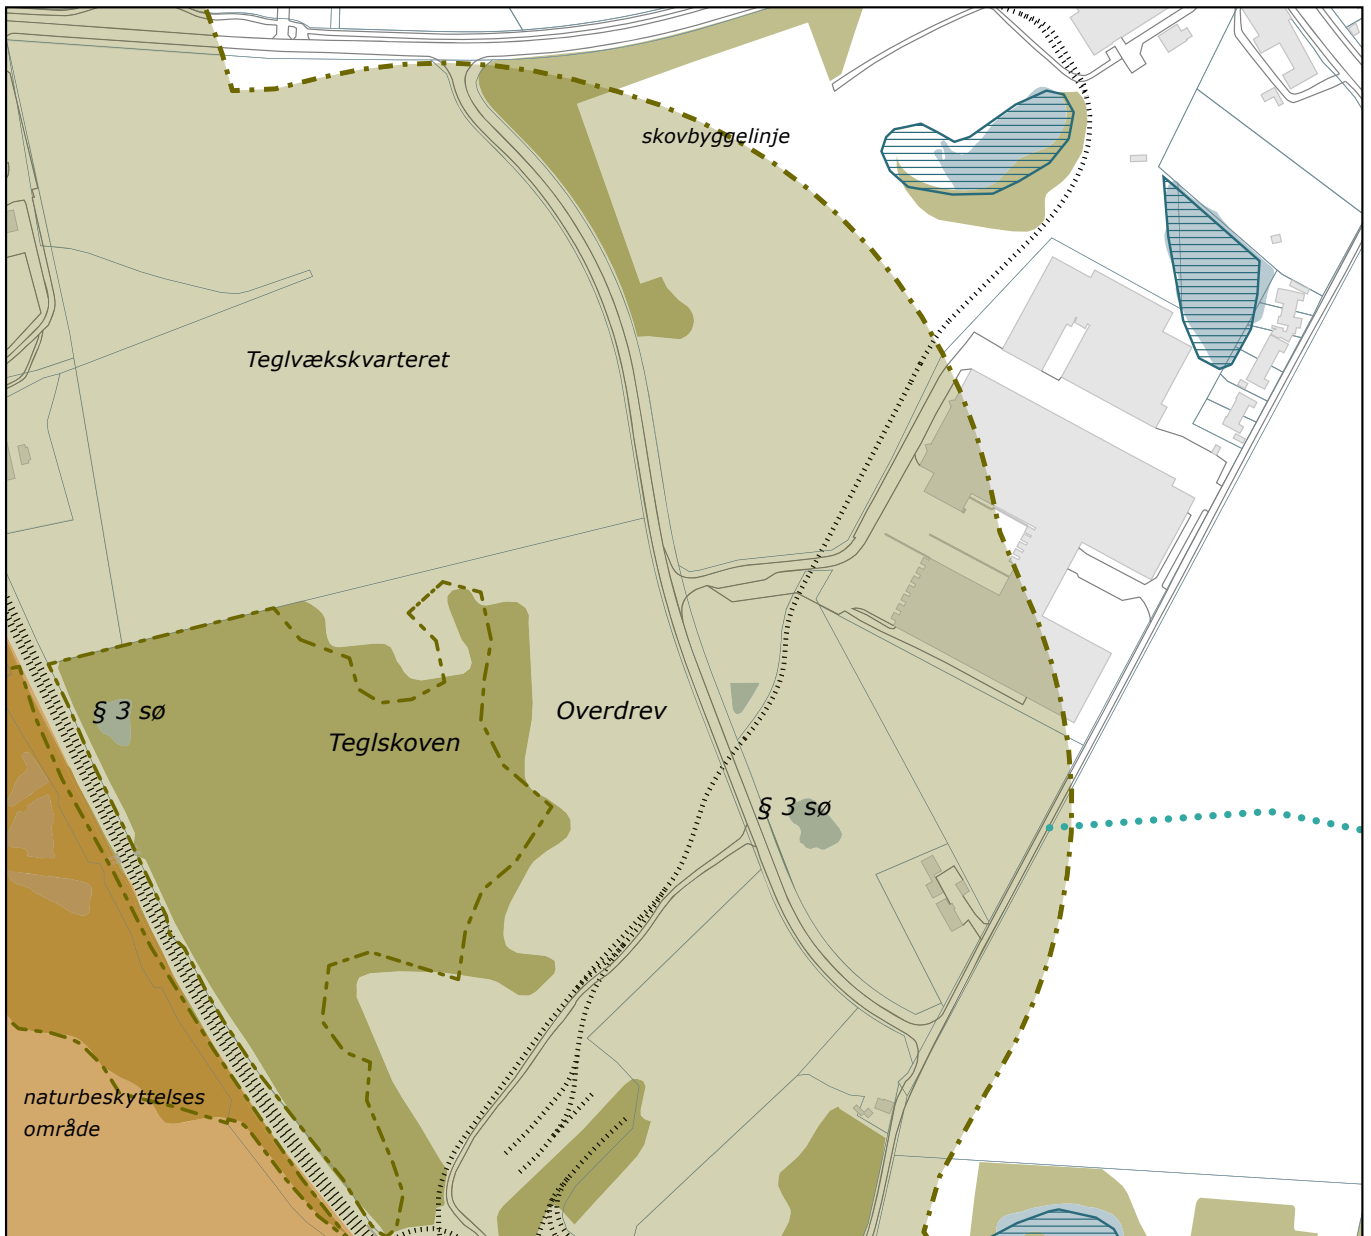 skovbyggelinje
Teglvækskvarteret
§ 3 sø
Overdrev
Teglskoven
§ 3 sø
naturbeskyttelses
område